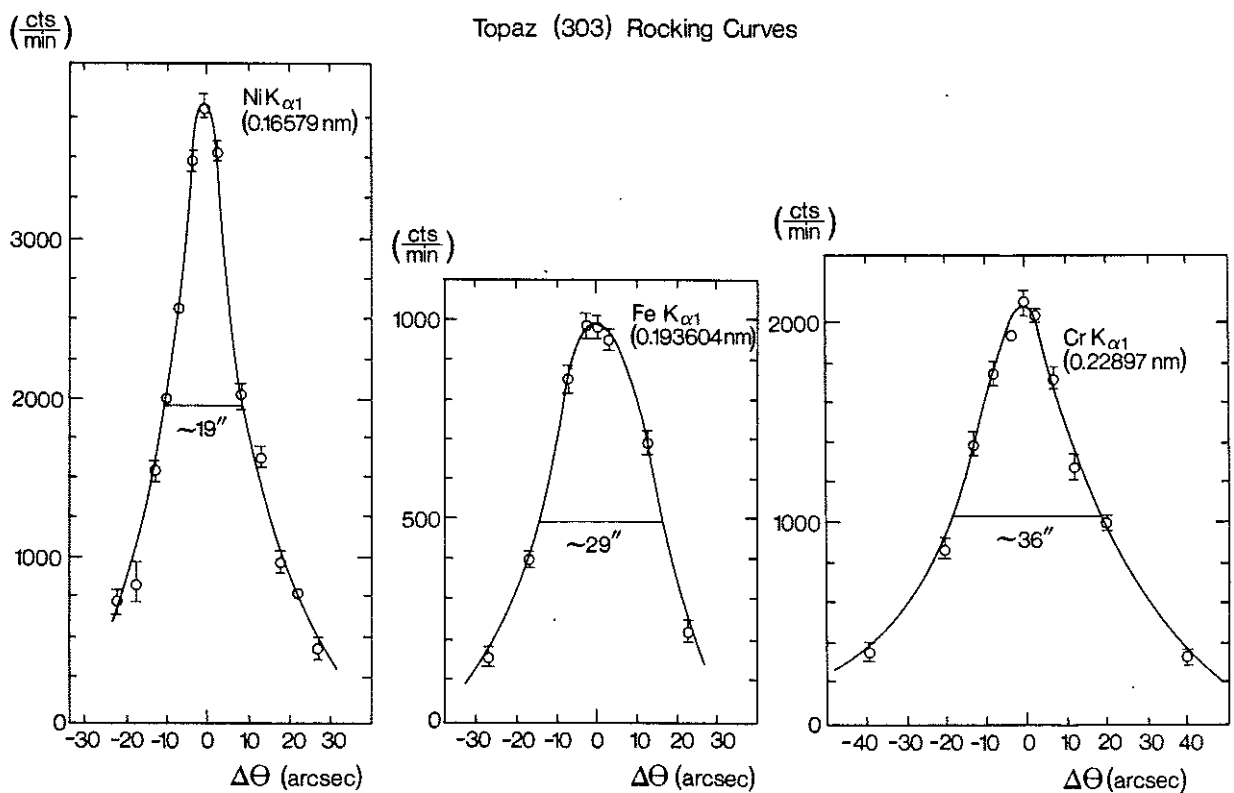 Topaz (303) Rocking Curves
(cts/min)
NiKα1
(0.16579 nm)
3000
2000
1000
0
~19″
-30 -20 -10 0 10 20 30
ΔΘ (arcsec)
(cts/min)
Fe Kα1
(0.193604 nm)
1000
500
0
~29″
-30 -20 -10 0 10 20 30
ΔΘ (arcsec)
(cts/min)
Cr Kα1
(0.22897 nm)
2000
1000
0
~36″
-40 -30 -20 -10 0 10 20 30 40
ΔΘ (arcsec)